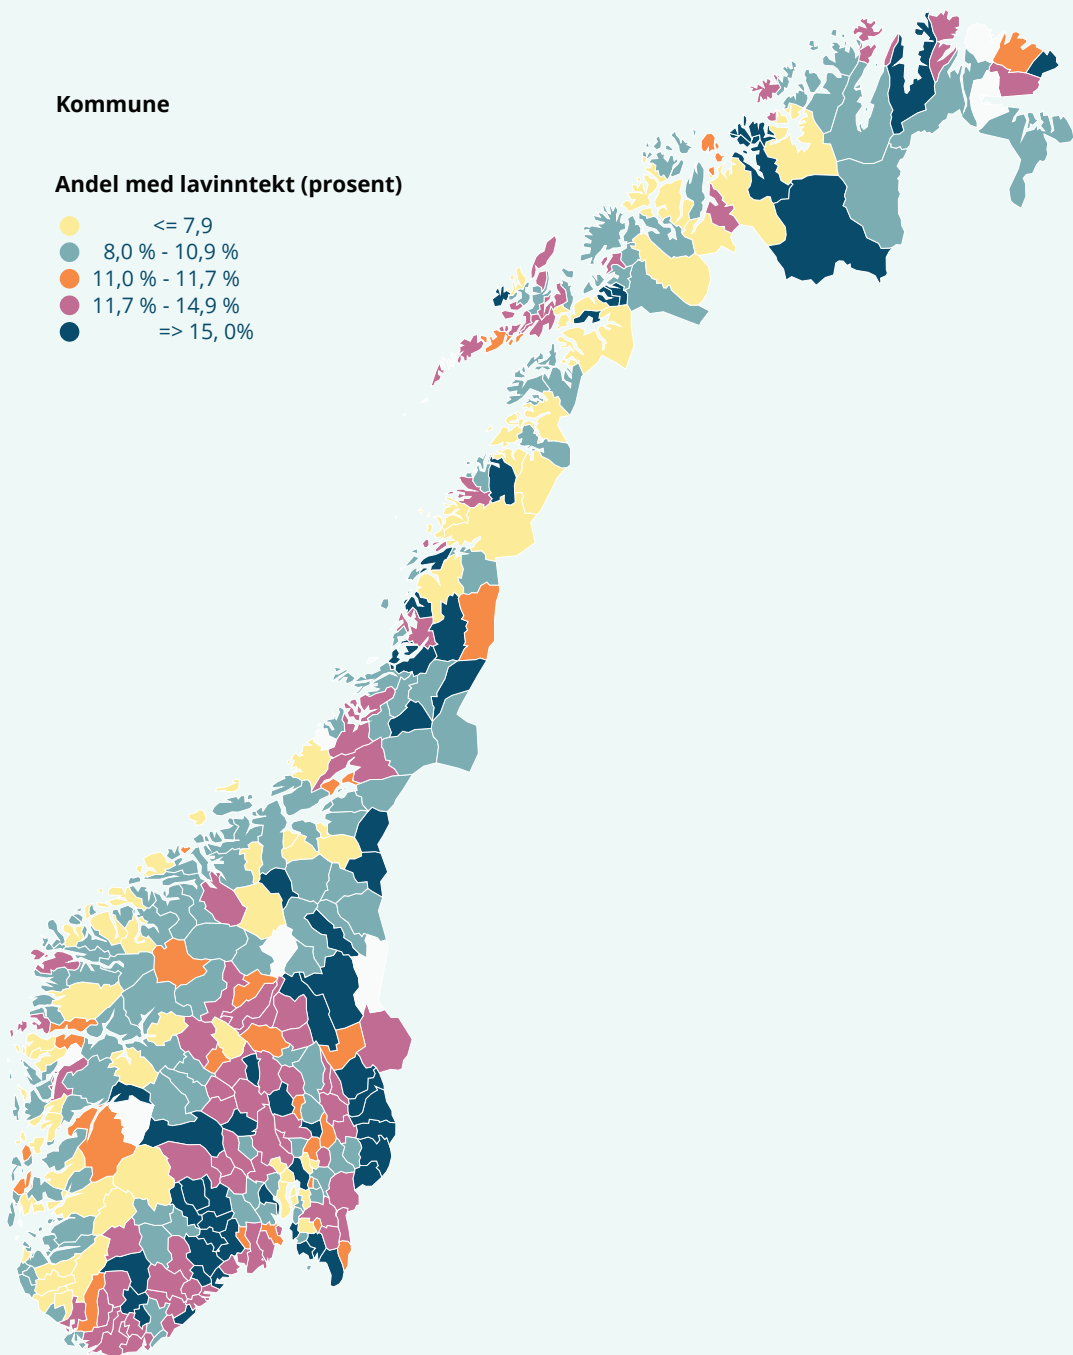 Kommune
Andel med lavinntekt (prosent)
<= 7,9
8,0 % - 10,9 %
11,0 % - 11,7 %
11,7 % - 14,9 %
=> 15, 0%